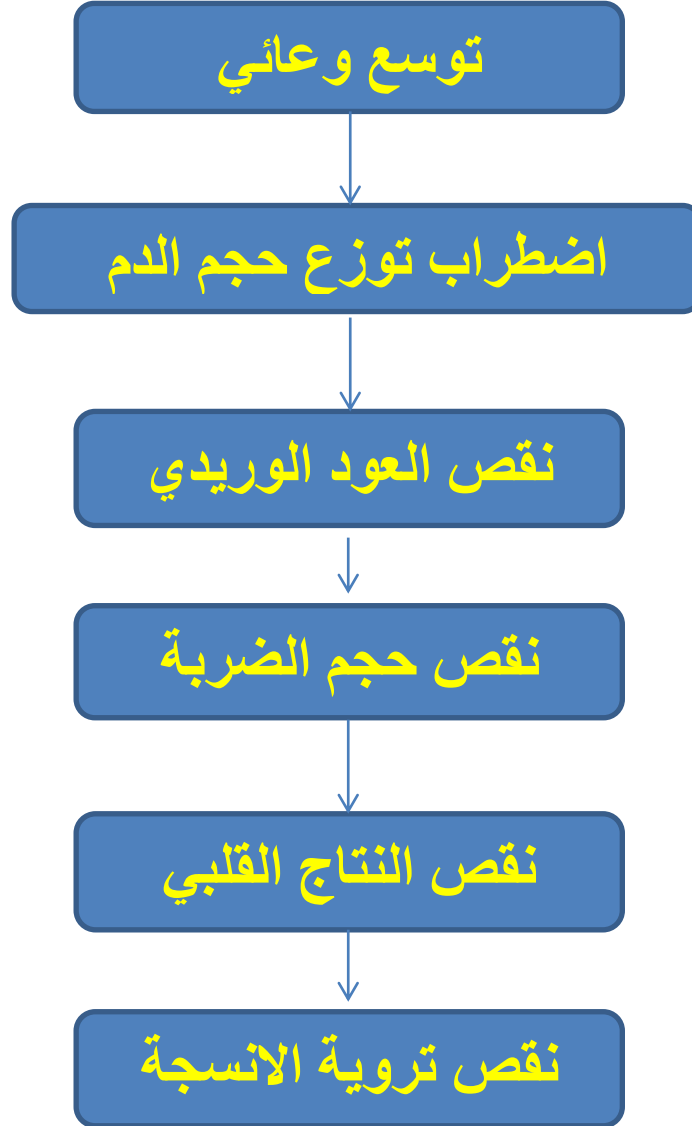 توسع وعائي
اضطراب توزع حجم الدم
نقص العود الوريدي
نقص حجم الضربة
نقص النتاج القلبي
نقص تروية الانسجة